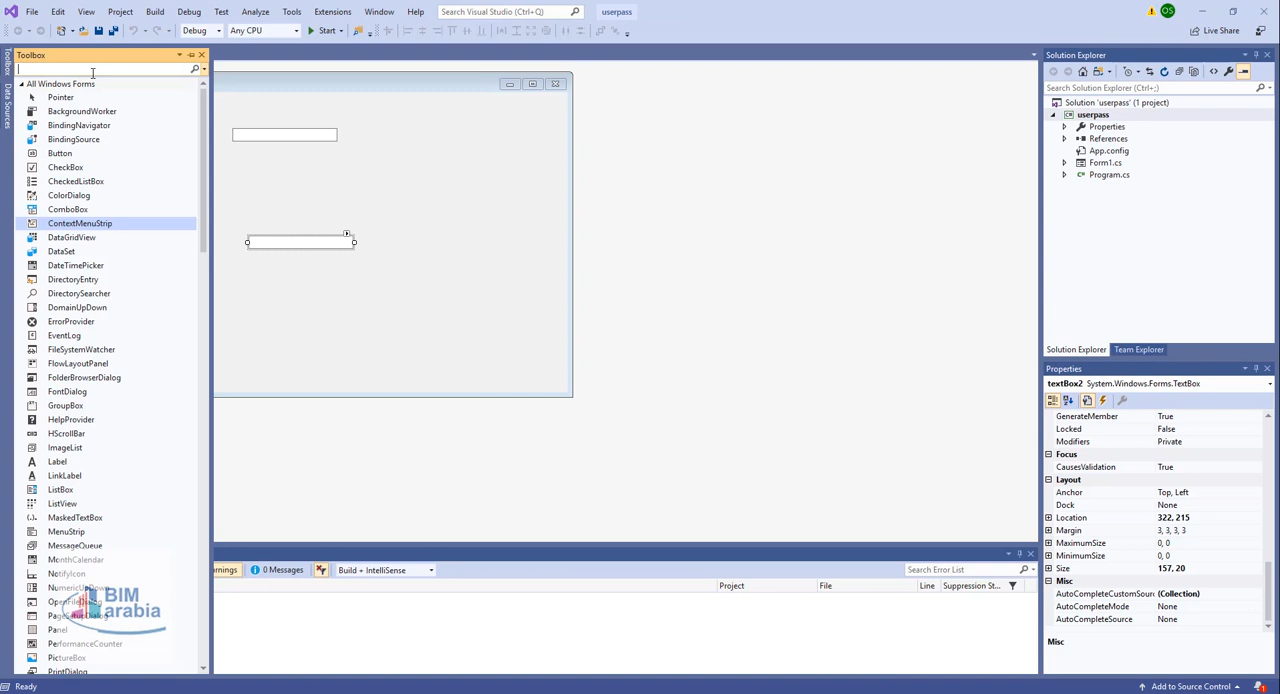 File Edit View Project Build Debug Test Analyze Tools Extensions Window Help Search Visual Studio (Ctrl+Q) userpass OS
Debug Any CPU Start Live Share
Toolbox
Data Sources
Toolbox
All Windows Forms
Pointer
BackgroundWorker
BindingNavigator
BindingSource
Button
CheckBox
CheckedListBox
ColorDialog
ComboBox
ContextMenuStrip
DataGridView
DataSet
DateTimePicker
DirectoryEntry
DirectorySearcher
DomainUpDown
ErrorProvider
EventLog
FileSystemWatcher
FlowLayoutPanel
FolderBrowserDialog
FontDialog
GroupBox
HelpProvider
HScrollBar
ImageList
Label
LinkLabel
ListBox
ListView
MaskedTextBox
MenuStrip
MessageQueue
MonthCalendar
NotifyIcon
NumericUpDown
OpenFileDialog
PageSetupDialog
Panel
PerformanceCounter
PictureBox
PrintDialog
BIM
arabia
0 Messages Build + IntelliSense Search Error List
Project File Line Suppression St...
Solution Explorer
Search Solution Explorer (Ctrl+;)
Solution 'userpass' (1 project)
userpass
Properties
References
App.config
Form1.cs
Program.cs
Solution Explorer Team Explorer
Properties
textBox2 System.Windows.Forms.TextBox
GenerateMember True
Locked False
Modifiers Private
Focus
CausesValidation True
Layout
Anchor Top, Left
Dock None
Location 322, 215
Margin 3, 3, 3, 3
MaximumSize 0, 0
MinimumSize 0, 0
Size 157, 20
Misc
AutoCompleteCustomSourc (Collection)
AutoCompleteMode None
AutoCompleteSource None
Misc
Ready Add to Source Control